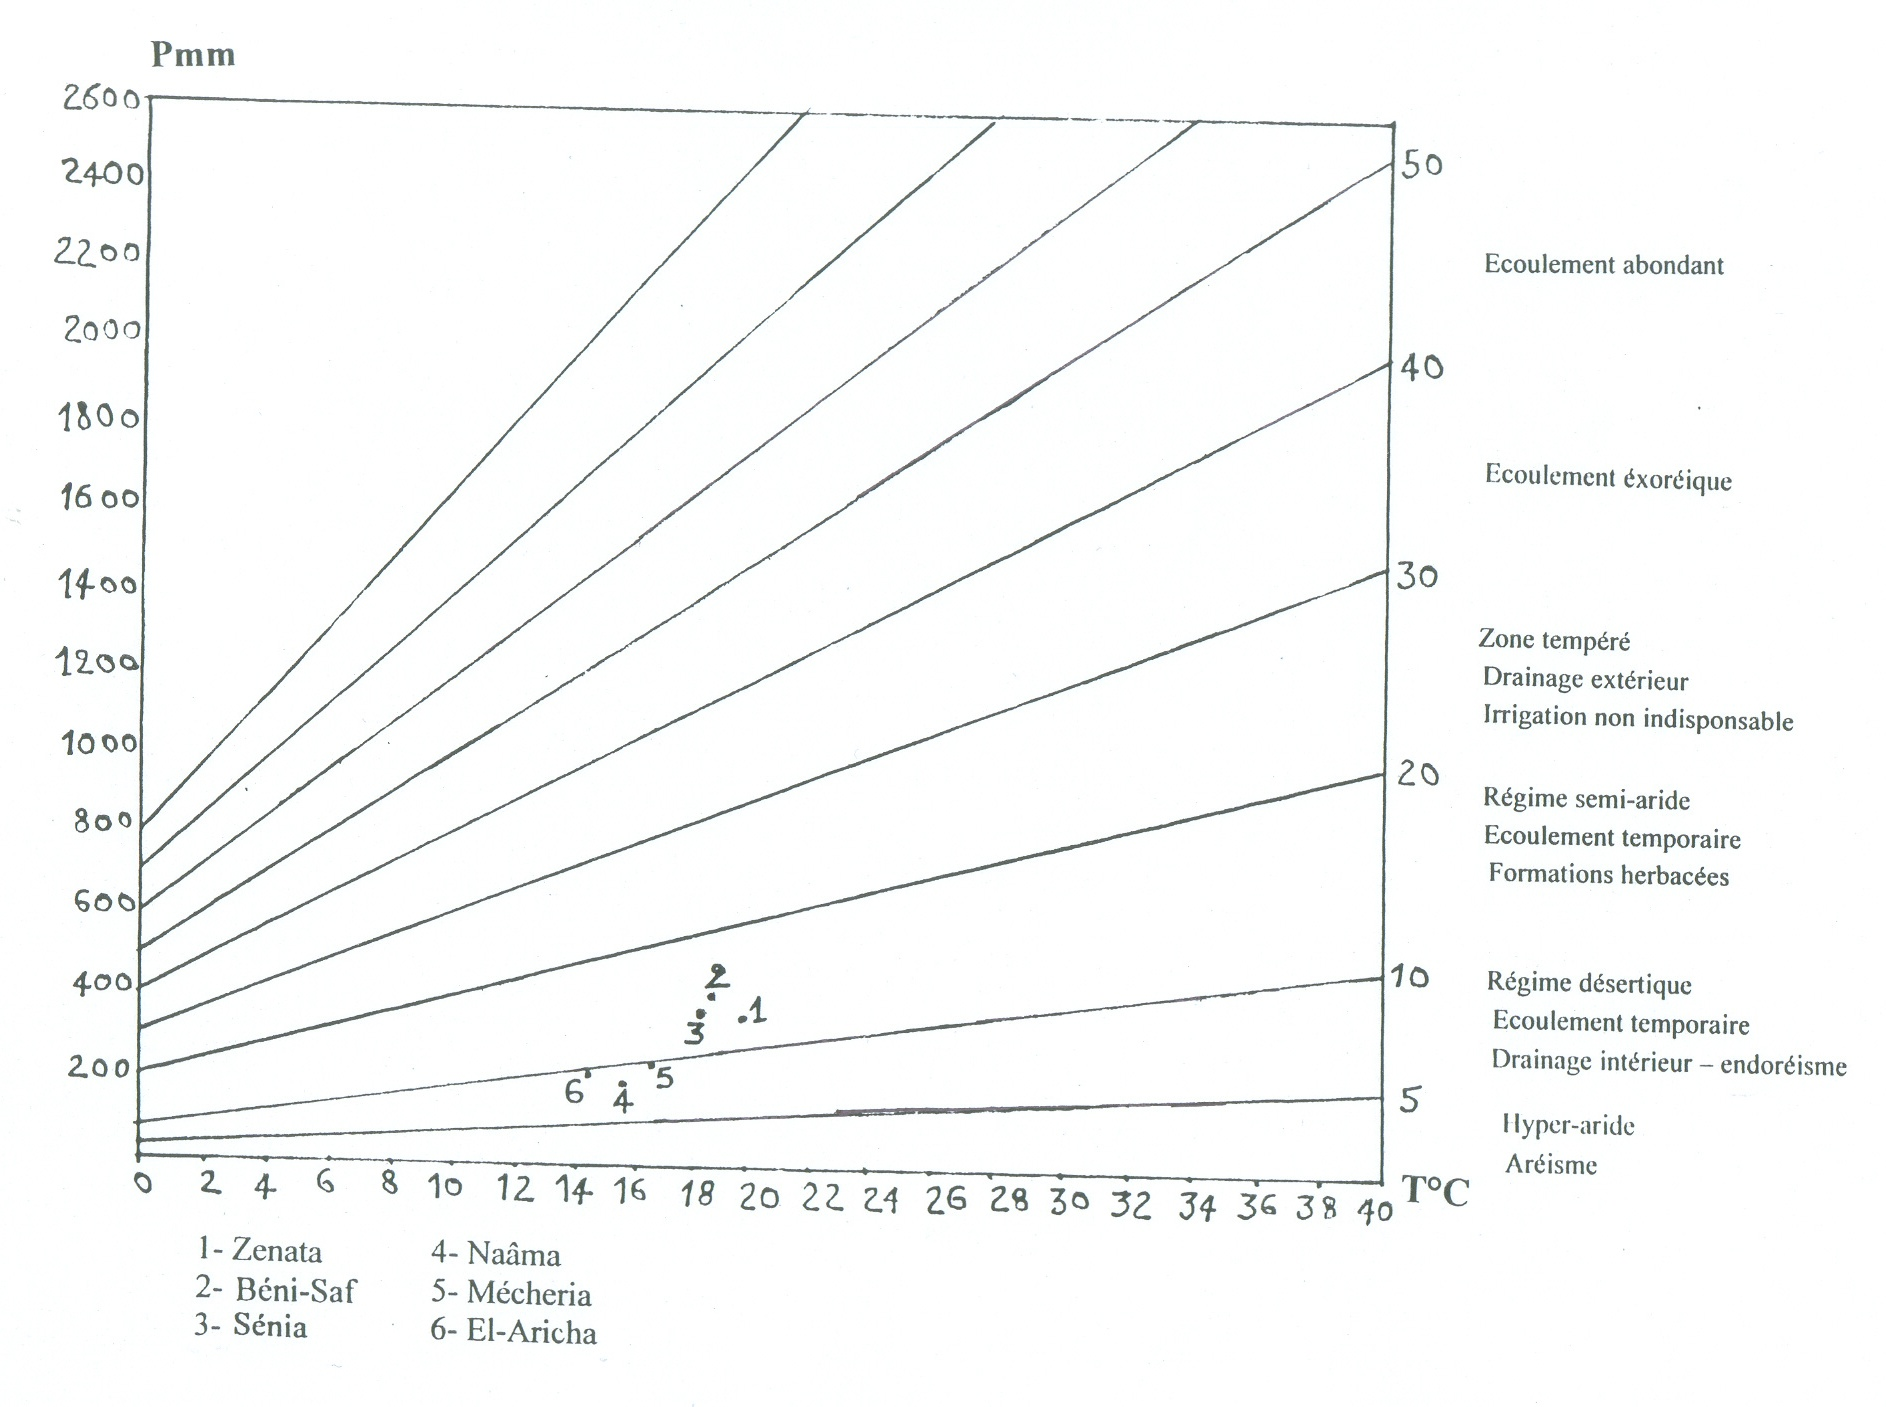 Pmm
2600
2400
2200
2000
1800
1600
1400
1200
1000
800
600
400
200
0 2 4 6 8 10 12 14 16 18 20 22 24 26 28 30 32 34 36 38 40 T°C
50
40
30
20
10
5
Ecoulement abondant
Ecoulement éxoréique
Zone tempéré
Drainage extérieur
Irrigation non indisponsable
Régime semi-aride
Ecoulement temporaire
Formations herbacées
Régime désertique
Ecoulement temporaire
Drainage intérieur – endoréisme
Hyper-aride
Aréisme
2
1
3
6
4
5
1- Zenata
2- Béni-Saf
3- Sénia
4- Naâma
5- Mécheria
6- El-Aricha